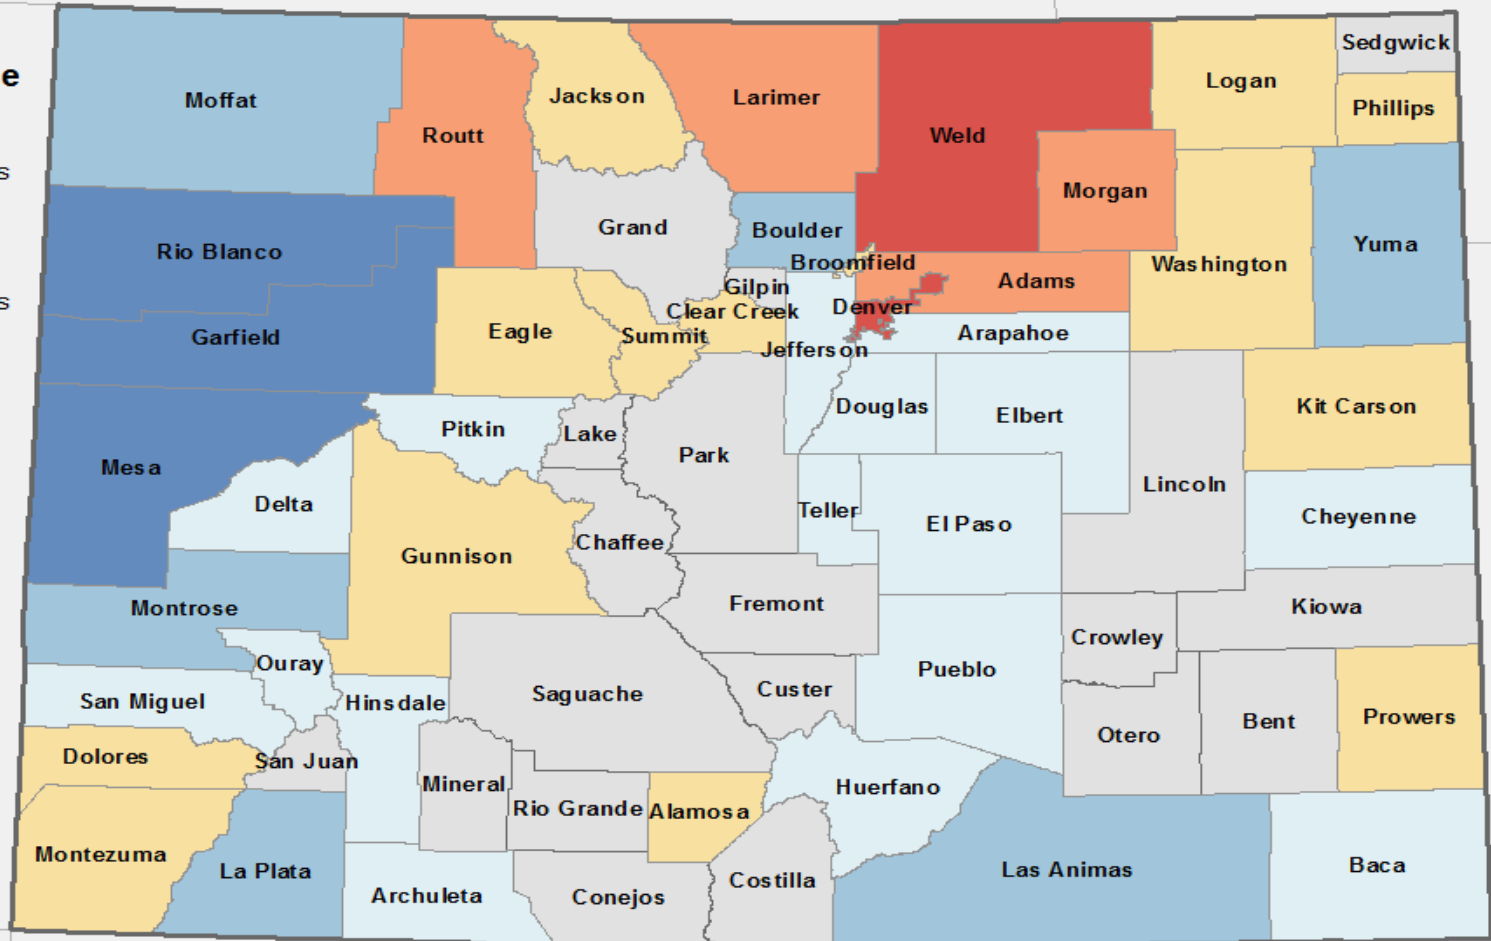 Sedgwick
e
Logan
Moffat
Jackson
Larimer
Phillips
Routt
Weld
s
Morgan
Grand
Boulder
Yuma
Rio Blanco
Broomfield
Washington
Adams
Gilpin
s
Denver
Clear Creek
Eagle
Summit
Arapahoe
Garfield
Jefferson
Douglas
Kit Carson
Elbert
Pitkin
Lake
Park
Mesa
Lincoln
Delta
Teller
Cheyenne
El Paso
Chaffee
Gunnison
Fremont
Kiowa
Montrose
Crowley
Ouray
Pueblo
Custer
Saguache
San Miguel
Hinsdale
Prowers
Bent
Otero
Dolores
San Juan
Mineral
Huerfano
Rio Grande
Alamosa
Montezuma
Baca
La Plata
Las Animas
Costilla
Archuleta
Conejos